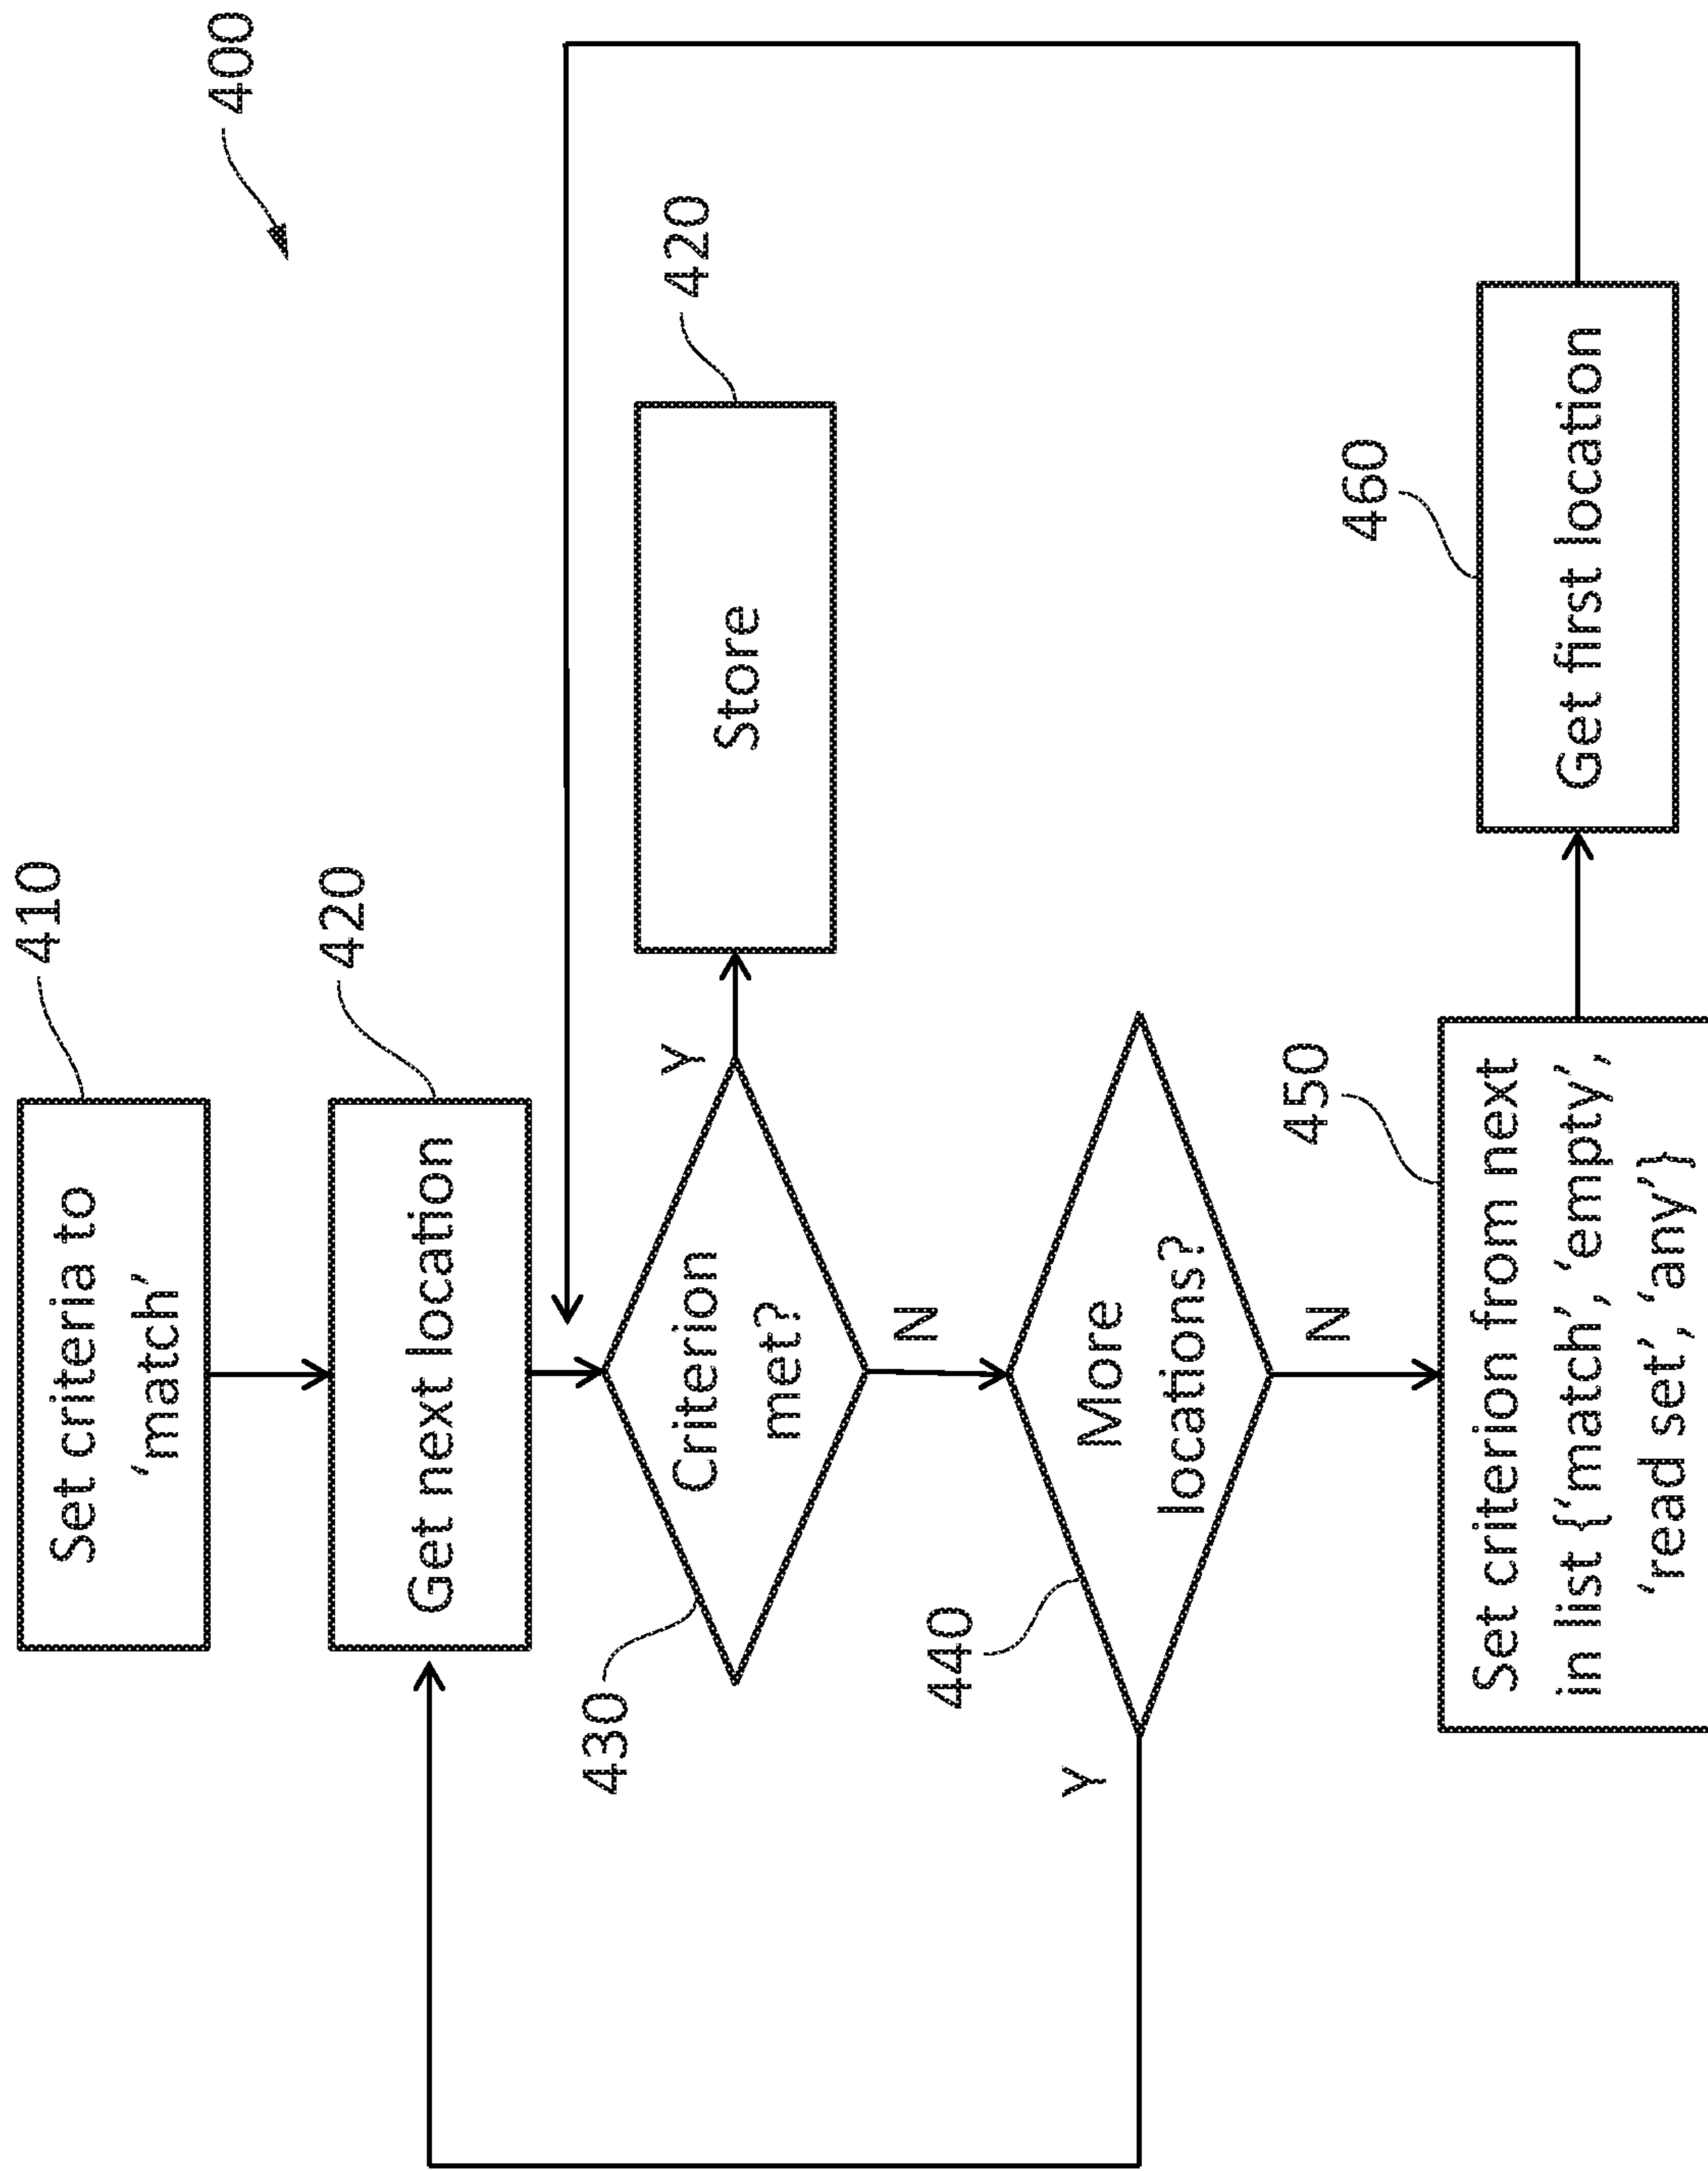 400
410
Set criteria to
‘match’
420
Get next location
430
Criterion
met?
Y
420
Store
N
440
More
locations?
Y
N
450
Set criterion from next
in list {‘match’, ‘empty’,
‘read set’, ‘any’}
460
Get first location